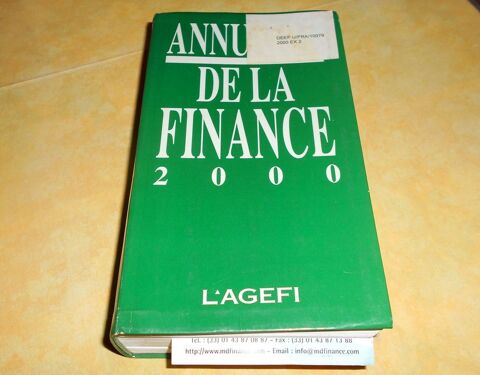 ANNU
DEEF U/FRA/10079
2000 EX 2
DE LA
FINANCE
2000
L'AGEFI
Tél. : (33) 01 43 87 08 87 - Fax : (33) 01 43 87 13 88
http://www.mdfinance.com - Email : info@mdfinance.com